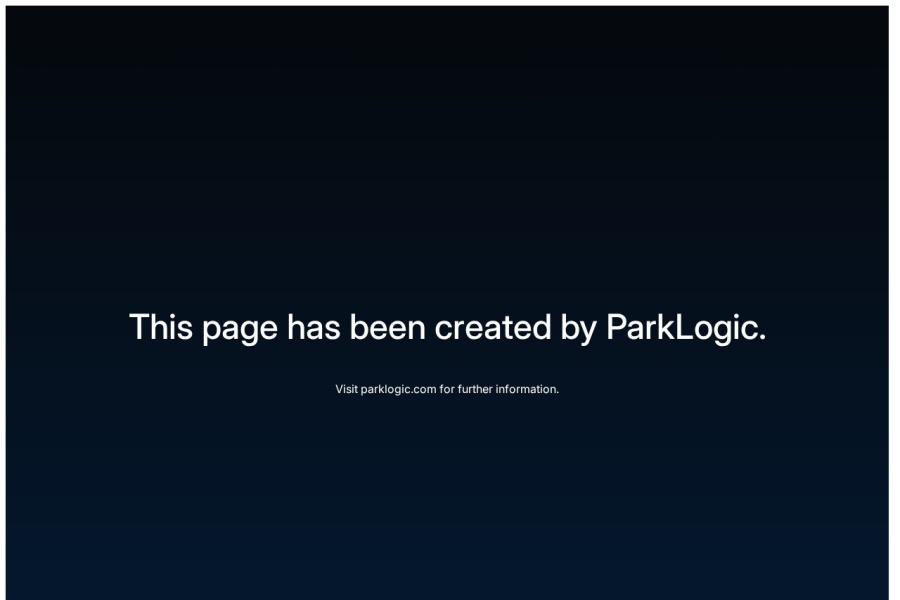 This page has been created by ParkLogic.
Visit parklogic.com for further information.